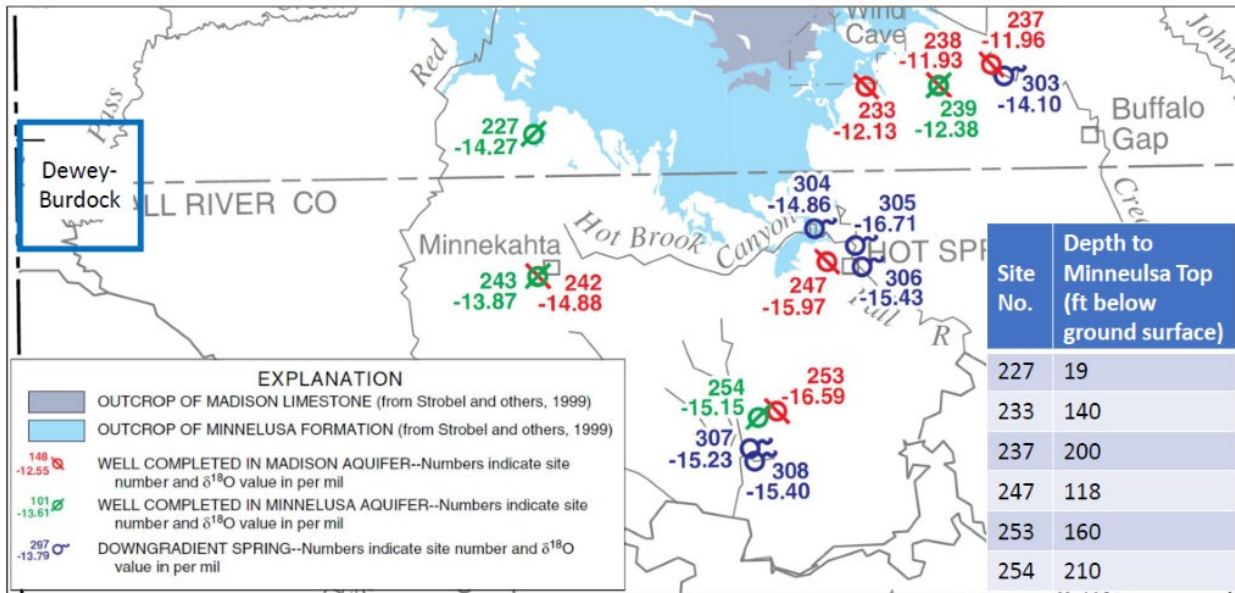 Wind
Cave
237
-11.96
238
-11.93
John
Red
303
-14.10
233
-12.13
239
-12.38
Pass
227
-14.27
Buffalo
Gap
Dewey-
Burdock
ALL RIVER CO
304
-14.86
305
-16.71
Cree
Hot Brook
Canyon
Minnekahta
HOT SPR
243
-13.87
242
-14.88
247
-15.97
306
-15.43
Fall
R
254
-15.15
253
-16.59
307
-15.23
308
-15.40
EXPLANATION
OUTCROP OF MADISON LIMESTONE (from Strobel and others, 1999)
OUTCROP OF MINNELUSA FORMATION (from Strobel and others, 1999)
148
-12.55
WELL COMPLETED IN MADISON AQUIFER--Numbers indicate site
number and δ18O value in per mil
101
-13.61
WELL COMPLETED IN MINNELUSA AQUIFER--Numbers indicate site
number and δ18O value in per mil
297
-13.79
DOWNGRADIENT SPRING--Numbers indicate site number and δ18O
value in per mil
Site
No.
Depth to
Minneulsa Top
(ft below
ground surface)
227 19
233 140
237 200
247 118
253 160
254 210